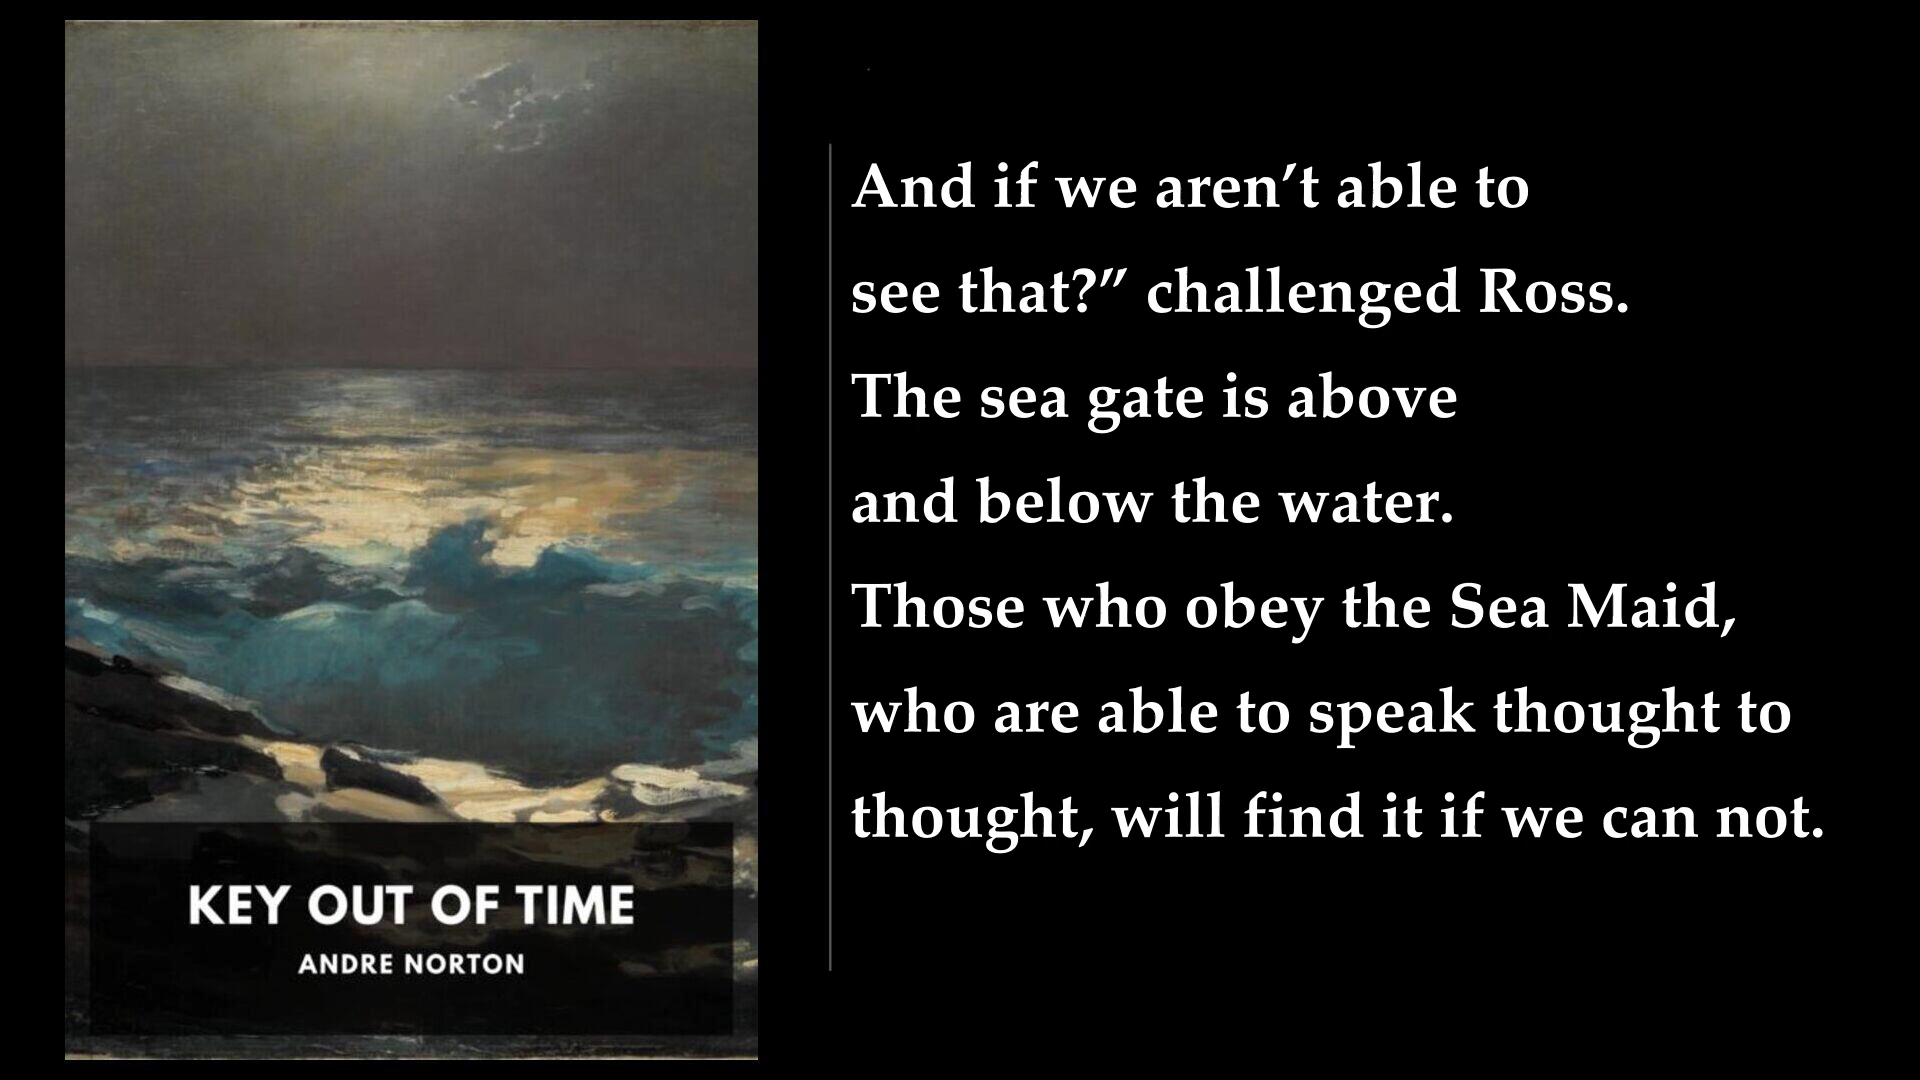 KEY OUT OF TIME
ANDRE NORTON
And if we aren’t able to
see that?” challenged Ross.
The sea gate is above
and below the water.
Those who obey the Sea Maid,
who are able to speak thought to
thought, will find it if we can not.